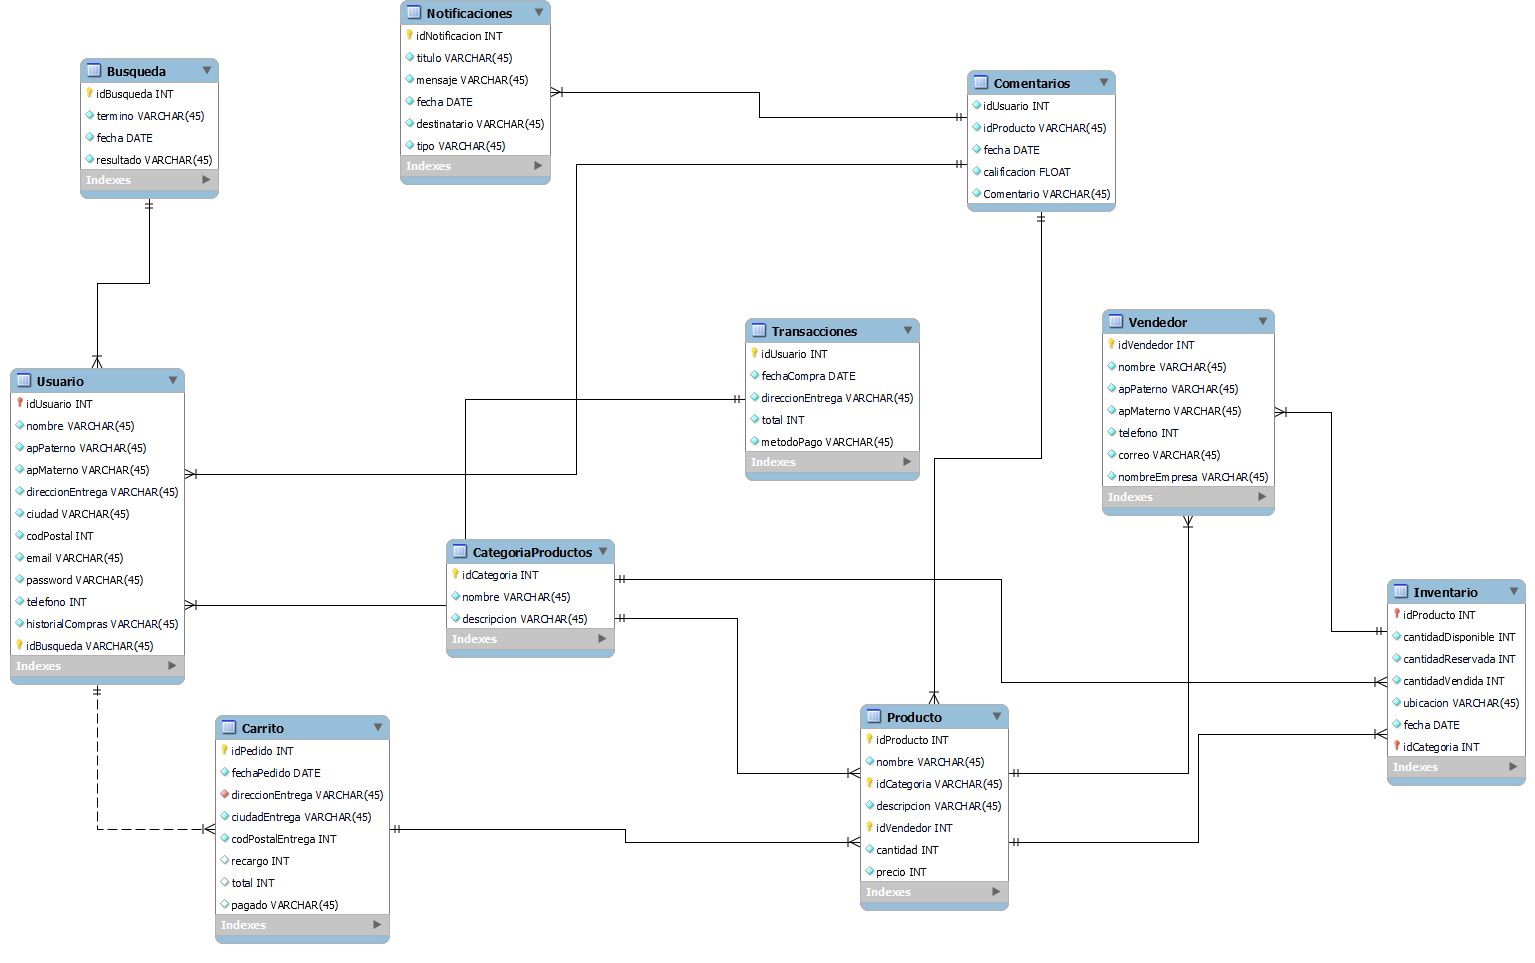 Notificaciones
idNotificacion INT
titulo VARCHAR(45)
mensaje VARCHAR(45)
fecha DATE
destinatario VARCHAR(45)
tipo VARCHAR(45)
Indexes
Busqueda
idBusqueda INT
termino VARCHAR(45)
fecha DATE
resultado VARCHAR(45)
Indexes
Comentarios
idUsuario INT
idProducto VARCHAR(45)
fecha DATE
calificacion FLOAT
Comentario VARCHAR(45)
Transacciones
idUsuario INT
fechaCompra DATE
direccionEntrega VARCHAR(45)
total INT
metodoPago VARCHAR(45)
Indexes
Vendedor
idVendedor INT
nombre VARCHAR(45)
apPaterno VARCHAR(45)
apMaterno VARCHAR(45)
telefono INT
correo VARCHAR(45)
nombreEmpresa VARCHAR(45)
Indexes
Usuario
idUsuario INT
nombre VARCHAR(45)
apPaterno VARCHAR(45)
apMaterno VARCHAR(45)
direccionEntrega VARCHAR(45)
ciudad VARCHAR(45)
codPostal INT
email VARCHAR(45)
password VARCHAR(45)
telefono INT
historialCompras VARCHAR(45)
idBusqueda VARCHAR(45)
Indexes
CategoriaProductos
idCategoria INT
nombre VARCHAR(45)
descripcion VARCHAR(45)
Indexes
Inventario
idProducto INT
cantidadDisponible INT
cantidadReservada INT
cantidadVendida INT
ubicacion VARCHAR(45)
fecha DATE
idCategoria INT
Indexes
Carrito
idPedido INT
fechaPedido DATE
direccionEntrega VARCHAR(45)
ciudadEntrega VARCHAR(45)
codPostalEntrega INT
recargo INT
total INT
pagado VARCHAR(45)
Indexes
Producto
idProducto INT
nombre VARCHAR(45)
idCategoria VARCHAR(45)
descripcion VARCHAR(45)
idVendedor INT
cantidad INT
precio INT
Indexes